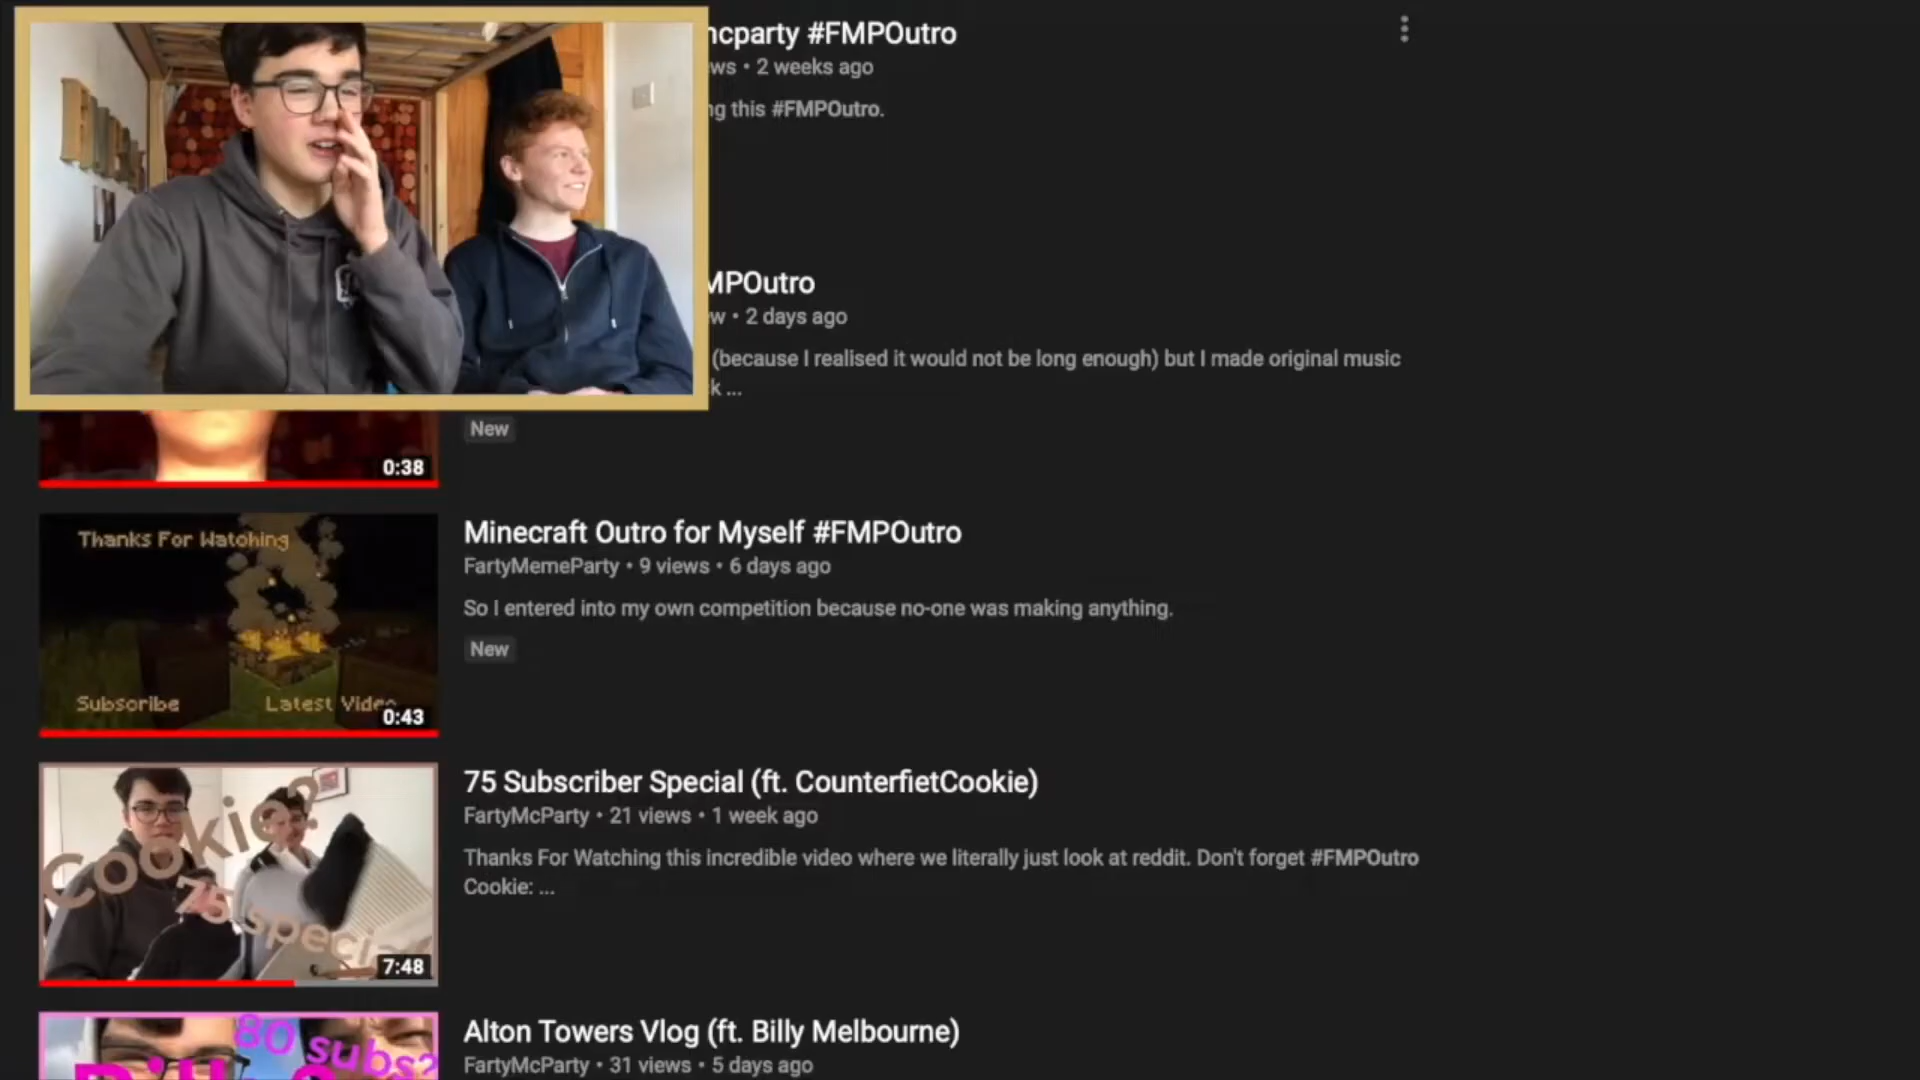 mcparty #FMPOutro
ws • 2 weeks ago
ng this #FMPOutro.
MPOutro
w • 2 days ago
(because I realised it would not be long enough) but I made original music
k ...
New
0:38
Thanks For Watching
Subscribe
Latest Video
0:43
Minecraft Outro for Myself #FMPOutro
FartyMemeParty • 9 views • 6 days ago
So I entered into my own competition because no-one was making anything.
New
Cookie?
75 special
7:48
75 Subscriber Special (ft. CounterfietCookie)
FartyMcParty • 21 views • 1 week ago
Thanks For Watching this incredible video where we literally just look at reddit. Don't forget #FMPOutro
Cookie: ...
80 subs?
Alton Towers Vlog (ft. Billy Melbourne)
FartyMcParty • 31 views • 5 days ago